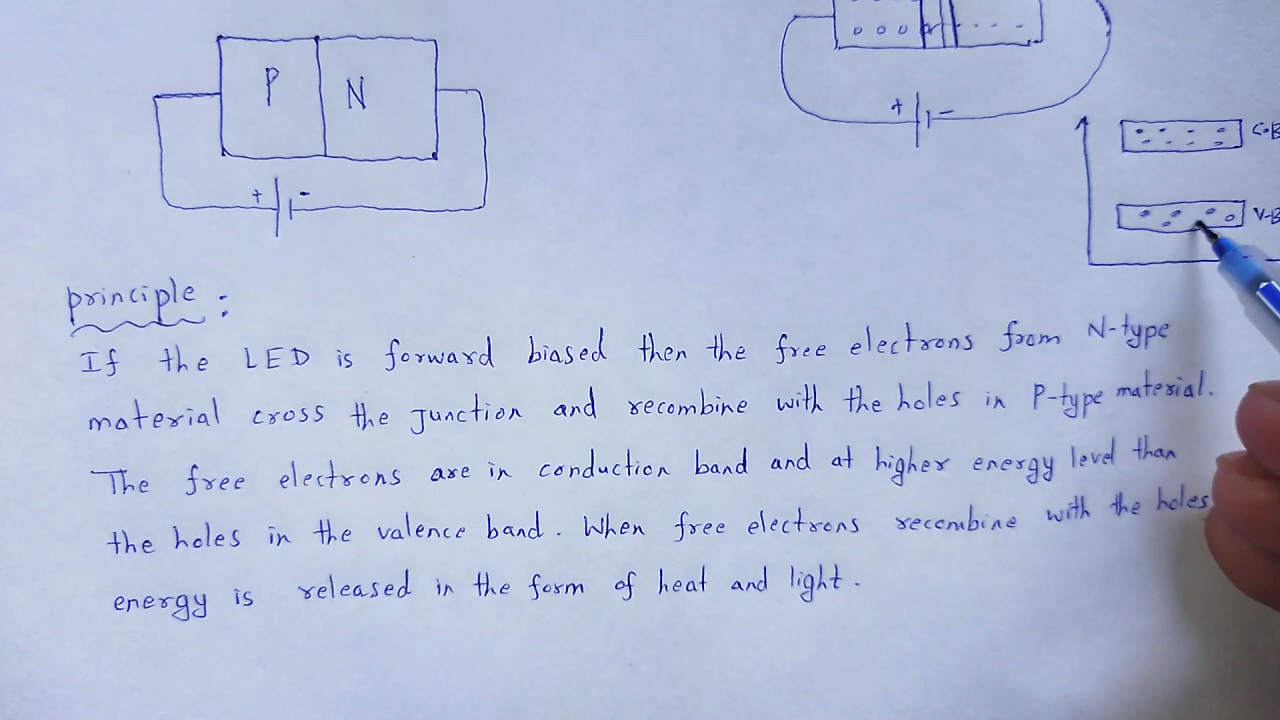 P N
+ -
+ -
C-B
V-B
principle :
If the LED is forward biased then the free electrons from N-type
material cross the junction and recombine with the holes in P-type material.
The free electrons are in conduction band and at higher energy level than
the holes in the valence band. When free electrons recombine with the holes
energy is released in the form of heat and light.